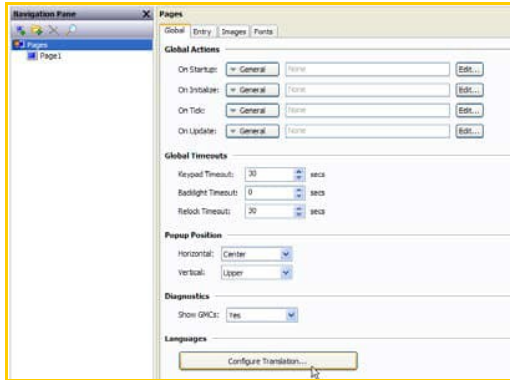 Navigation Pane X
Pages
Page1
Pages
Global Entry Images Fonts
Global Actions
On Startup: General None Edit...
On Initialize: General None Edit...
On Tick: General None Edit...
On Update: General None Edit...
Global Timeouts
Keypad Timeout: 30 secs
Backlight Timeout: 0 secs
Relock Timeout: 30 secs
Popup Position
Horizontal: Center
Vertical: Upper
Diagnostics
Show GMCs: Yes
Languages
Configure Translation...